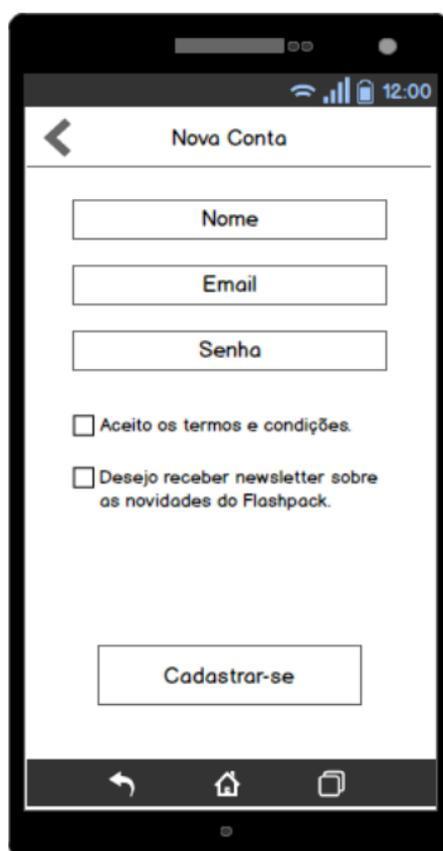 12:00
Nova Conta
Nome
Email
Senha
Aceito os termos e condições.
Desejo receber newsletter sobre
as novidades do Flashpack.
Cadastrar-se